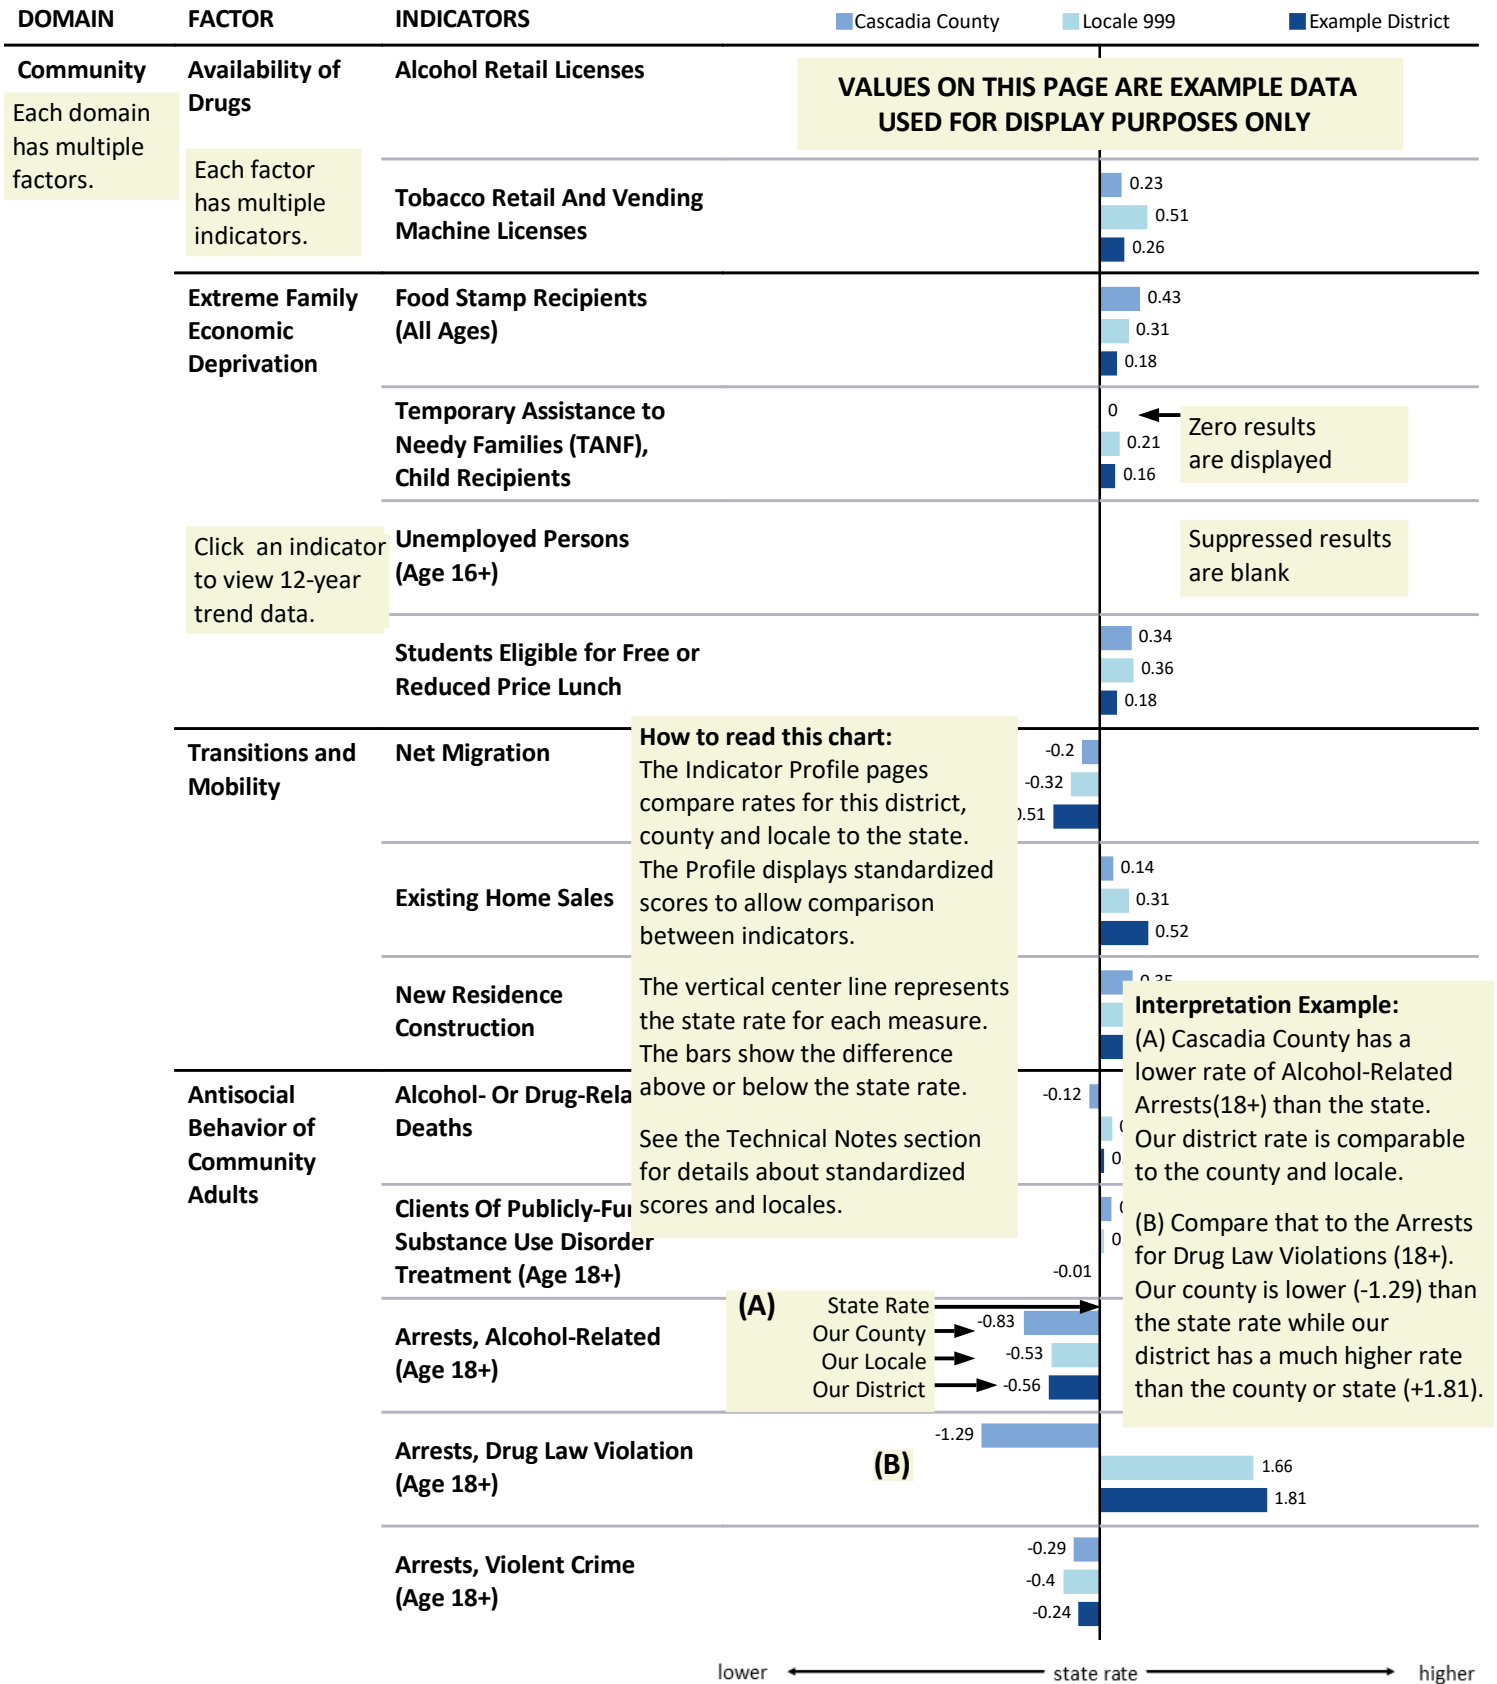 DOMAIN FACTOR INDICATORS Cascadia County Locale 999 Example District
Community
Each domain
has multiple
factors.
Availability of
Drugs
Each factor
has multiple
indicators.
Alcohol Retail Licenses
VALUES ON THIS PAGE ARE EXAMPLE DATA
USED FOR DISPLAY PURPOSES ONLY
Tobacco Retail And Vending
Machine Licenses
0.23
0.51
0.26
Extreme Family
Economic
Deprivation
Food Stamp Recipients
(All Ages)
0.43
0.31
0.18
Temporary Assistance to
Needy Families (TANF),
Child Recipients
0
0.21
0.16
Zero results
are displayed
Click an indicator
to view 12-year
trend data.
Unemployed Persons
(Age 16+)
Suppressed results
are blank
Students Eligible for Free or
Reduced Price Lunch
0.34
0.36
0.18
Transitions and
Mobility
Net Migration
-0.2
-0.32
.51
How to read this chart:
The Indicator Profile pages
compare rates for this district,
county and locale to the state.
The Profile displays standardized
scores to allow comparison
between indicators.
The vertical center line represents
the state rate for each measure.
The bars show the difference
above or below the state rate.
See the Technical Notes section
for details about standardized
scores and locales.
Existing Home Sales
0.14
0.31
0.52
New Residence
Construction
Interpretation Example:
(A) Cascadia County has a
lower rate of Alcohol-Related
Arrests(18+) than the state.
Our district rate is comparable
to the county and locale.
(B) Compare that to the Arrests
for Drug Law Violations (18+).
Our county is lower (-1.29) than
the state rate while our
district has a much higher rate
than the county or state (+1.81).
Antisocial
Behavior of
Community
Adults
Alcohol- Or Drug-Rela
Deaths
-0.12
Clients Of Publicly-Fu
Substance Use Disorder
Treatment (Age 18+)
-0.01
Arrests, Alcohol-Related
(Age 18+)
(A)
State Rate
Our County
Our Locale
Our District
-0.83
-0.53
-0.56
Arrests, Drug Law Violation
(Age 18+)
(B)
-1.29
1.66
1.81
Arrests, Violent Crime
(Age 18+)
-0.29
-0.4
-0.24
lower state rate higher